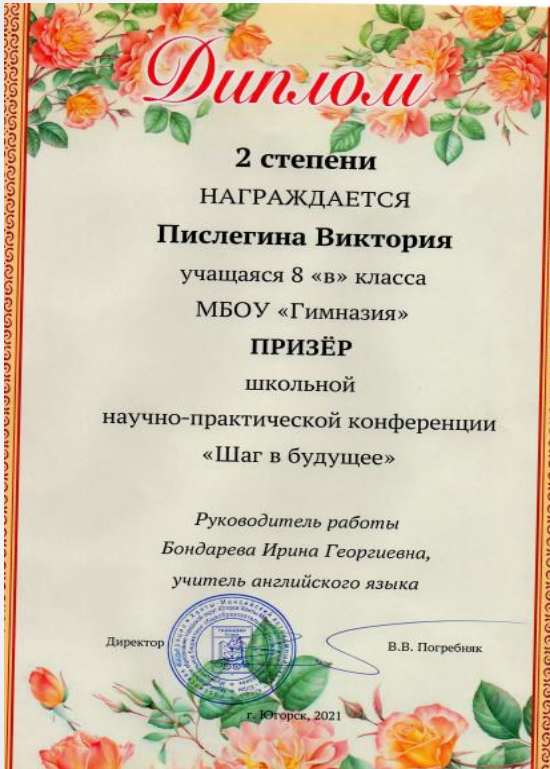 Диплом
2 степени
НАГРАЖДАЕТСЯ
Пислегина Виктория
учащаяся 8 «в» класса
МБОУ «Гимназия»
ПРИЗЁР
школьной
научно-практической конференции
«Шаг в будущее»
Руководитель работы
Бондарева Ирина Георгиевна,
учитель английского языка
Директор В.В. Погребняк
г. Югорск, 2021